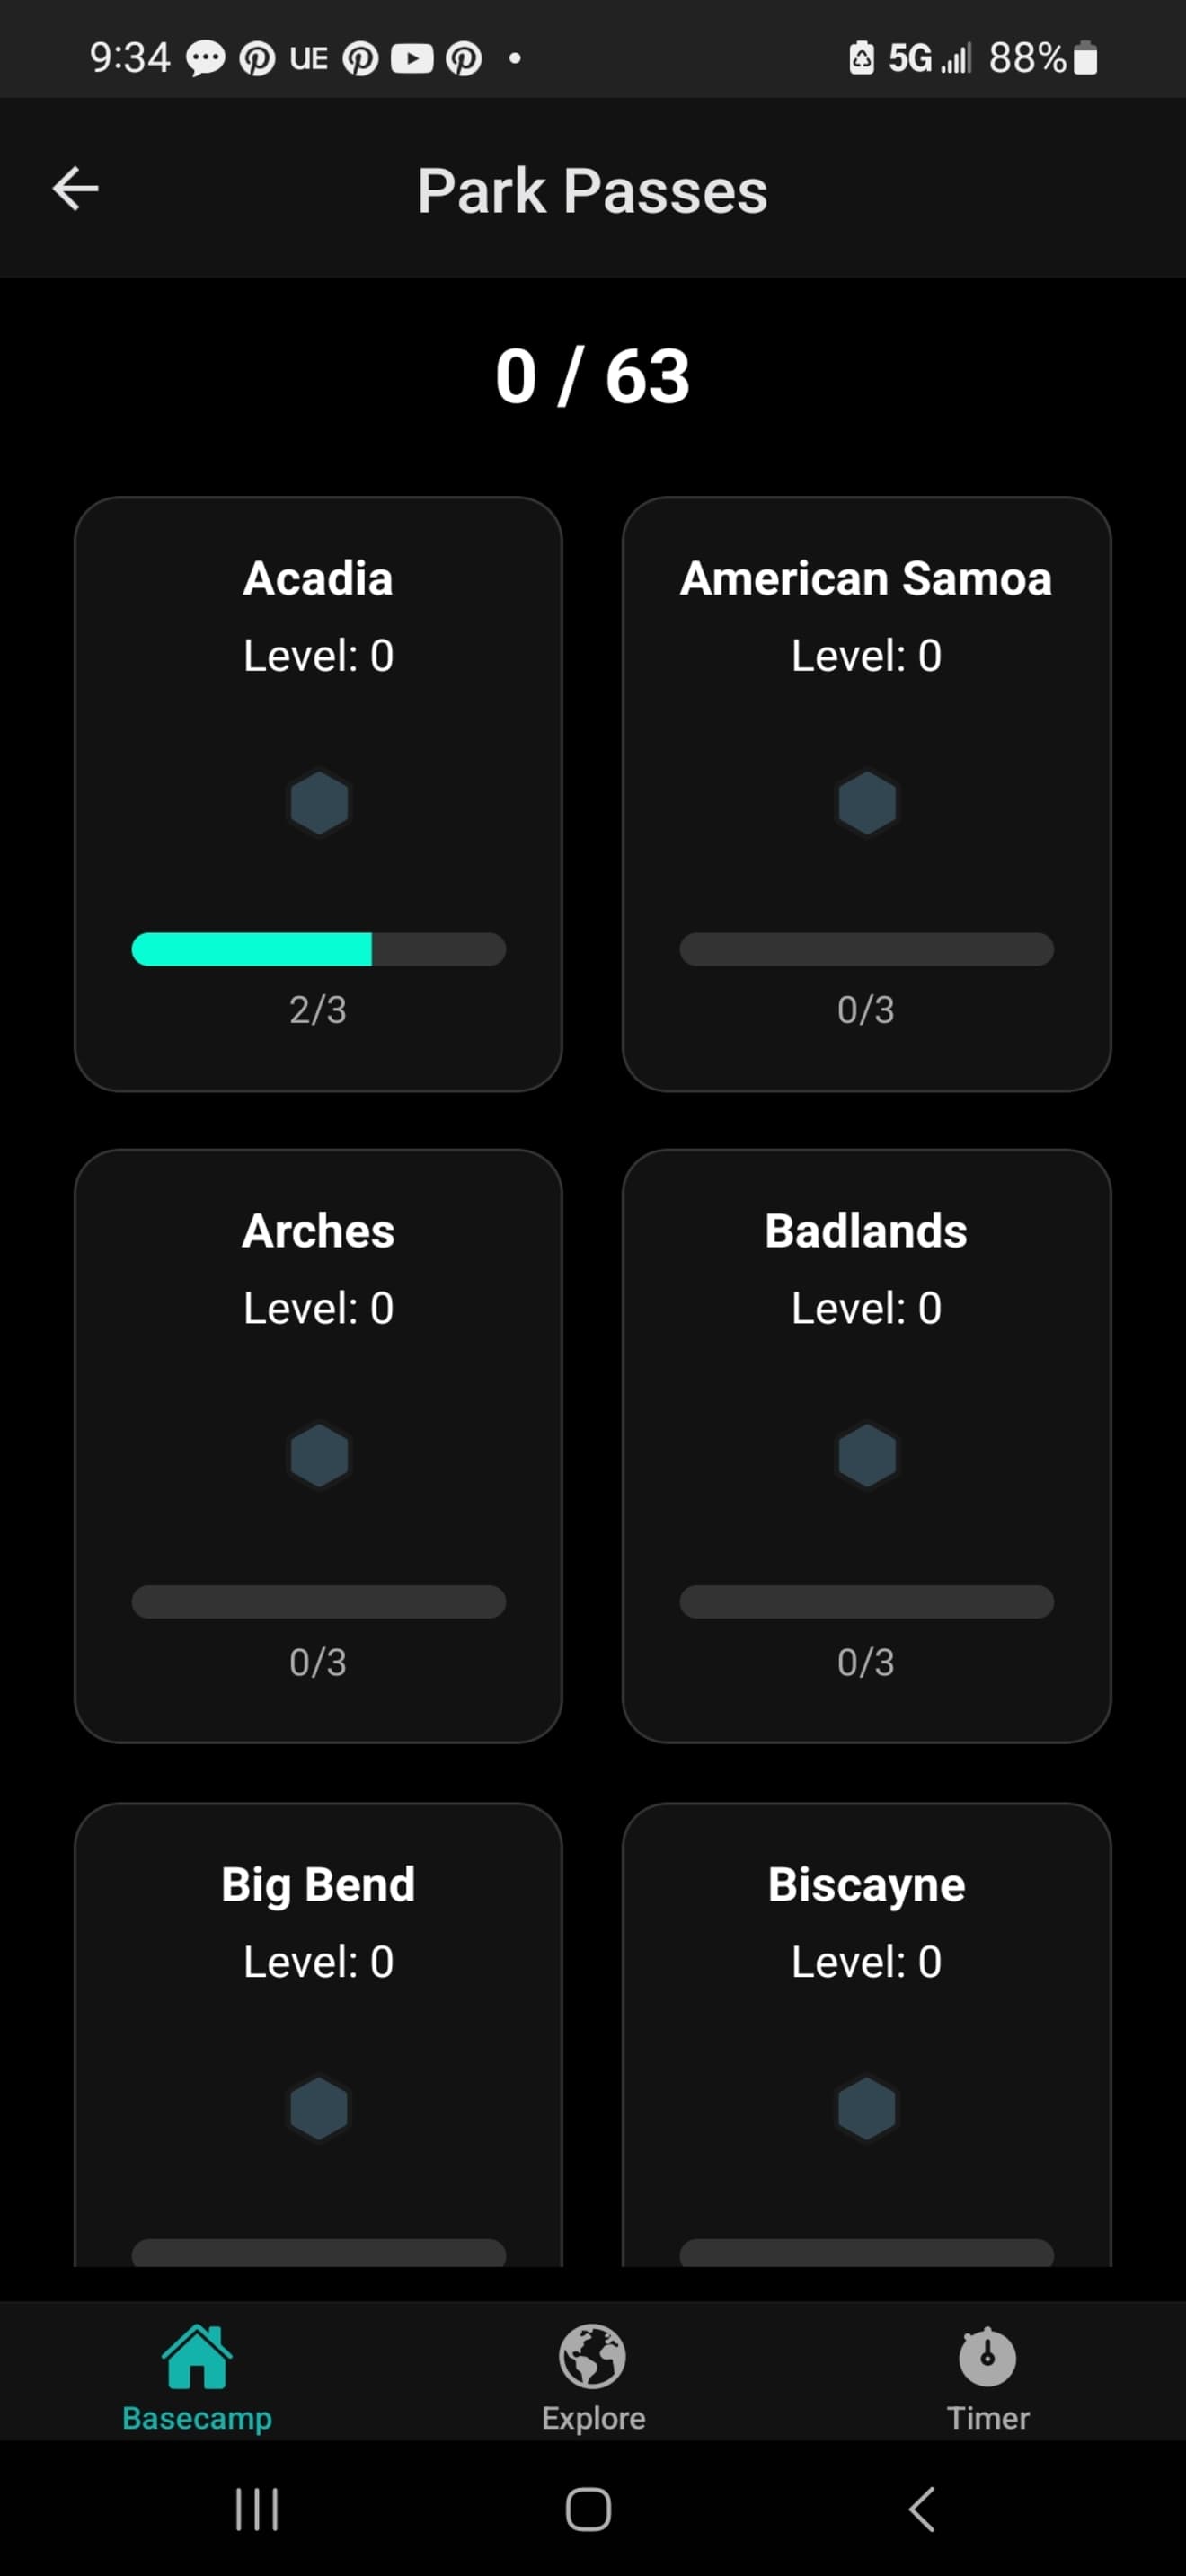 9:34 UE 5G 88%
Park Passes
0 / 63
Acadia
Level: 0
2/3
American Samoa
Level: 0
0/3
Arches
Level: 0
0/3
Badlands
Level: 0
0/3
Big Bend
Level: 0
Biscayne
Level: 0
Basecamp
Explore
Timer